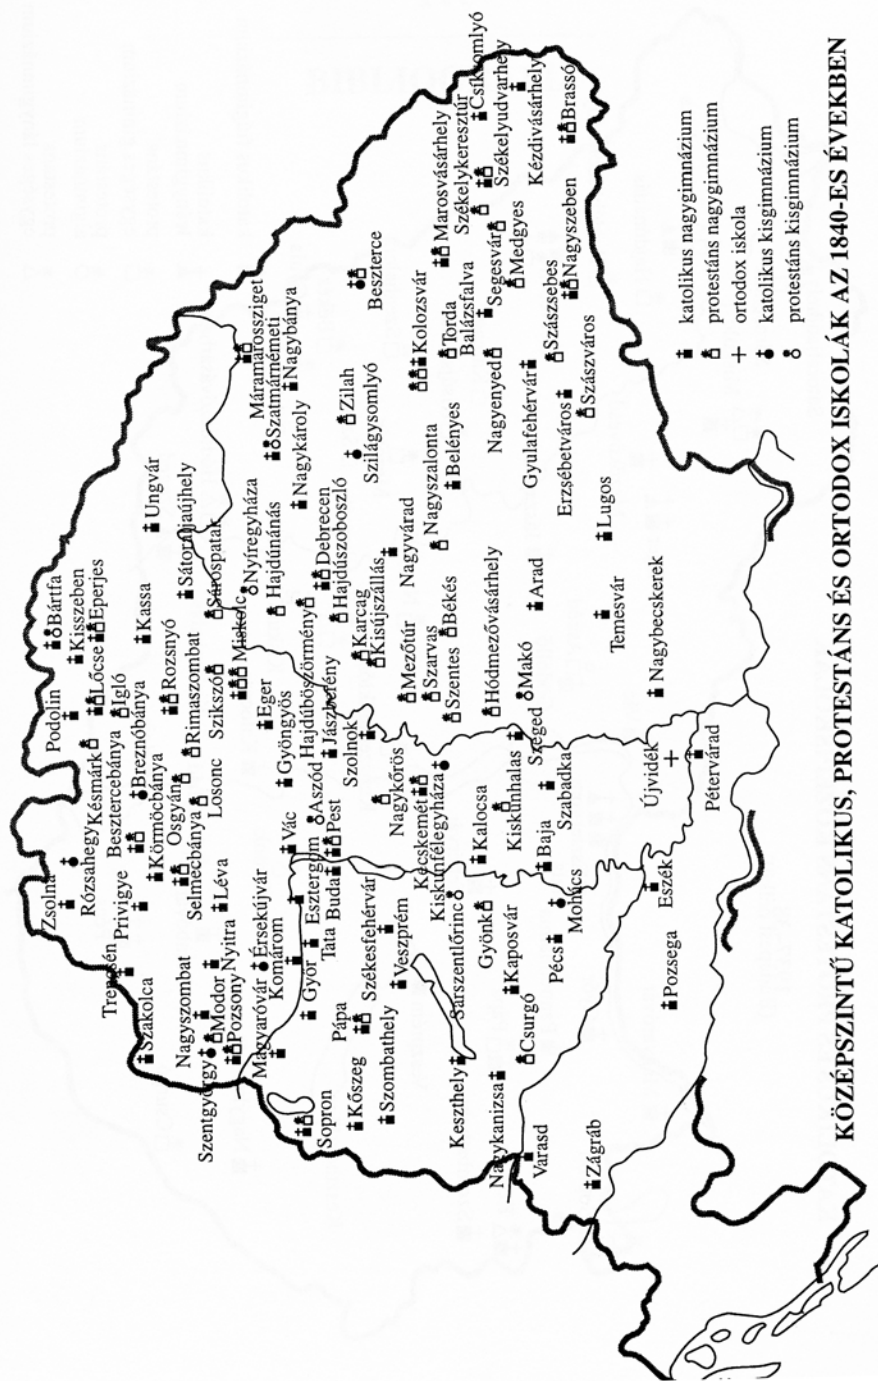 Zsolna
Podolin
Bártfa
Kisszeben
Rózsahegy
Késmárk
Lőcse
Eperjes
Trencsén
Privigye
Besztercebánya
Igló
Szakolca
Breznóbánya
Kassa
Ungvár
Körmöcbánya
Rozsnyó
Osgyán
Nagyszombat
Selmecbánya
Rimaszombat
Sátoraljaújhely
Szentgyörgy
Modor
Nyitra
Léva
Losonc
Szikszó
Sárospatak
Pozsony
Miskolc
Magyaróvár
Érsekújvár
Nyíregyháza
Máramarossziget
Komárom
Eger
Hajdúnánás
Szatmárnémeti
Vác
Gyöngyös
Nagybánya
Sopron
Győr
Esztergom
Aszód
Hajdúböszörmény
Debrecen
Nagykároly
Tata
Buda
Pest
Jászberény
Hajdúszoboszló
Pápa
Zilah
Kőszeg
Székesfehérvár
Szolnok
Karcag
Szilágysomlyó
Beszterce
Szombathely
Veszprém
Kisújszállás
Nagykőrös
Nagyvárad
Mezőtúr
Kecskemét
Szarvas
Nagyszalonta
Kolozsvár
Kiskunfélegyháza
Szentes
Békés
Belényes
Torda
Marosvásárhely
Keszthely
Sárszentlőrinc
Balázsfalva
Székelykeresztúr
Csíksomlyó
Gyönk
Kalocsa
Hódmezővásárhely
Nagyenyed
Segesvár
Székelyudvarhely
Nagykanizsa
Kaposvár
Kiskunhalas
Medgyes
Csurgó
Makó
Szeged
Gyulafehérvár
Kézdivásárhely
Varasd
Pécs
Baja
Arad
Szászsebes
Mohács
Szabadka
Erzsébetváros
Nagyszeben
Brassó
Zágráb
Szászváros
Temesvár
Lugos
Újvidék
Eszék
Nagybecskerek
Pozsega
Pétervárad
katolikus nagygimnázium
protestáns nagygimnázium
ortodox iskola
katolikus kisgimnázium
protestáns kisgimnázium
KÖZÉPSZINTŰ KATOLIKUS, PROTESTÁNS ÉS ORTODOX ISKOLÁK AZ 1840-ES ÉVEKBEN